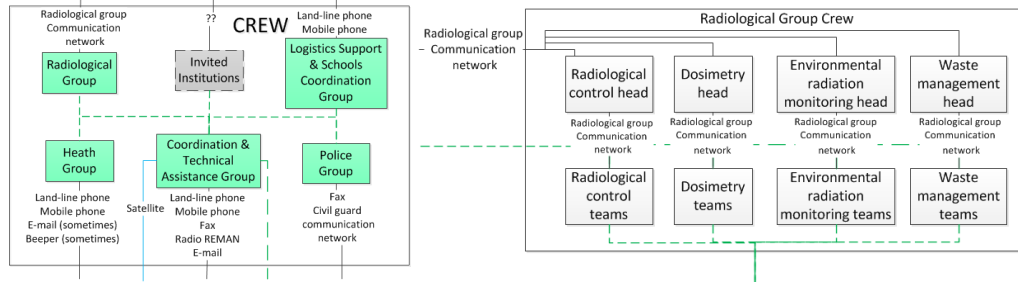 Radiological group
Communication
network
??
CREW
Land-line phone
Mobile phone
Radiological
Group
Invited
Institutions
Logistics Support
& Schools
Coordination
Group
Heath
Group
Coordination &
Technical
Assistance Group
Police
Group
Land-line phone
Mobile phone
E-mail (sometimes)
Beeper (sometimes)
Satellite
Land-line phone
Mobile phone
Fax
Radio REMAN
E-mail
Fax
Civil guard
communication
network
Radiological group
Communication
network
Radiological Group Crew
Radiological
control head
Dosimetry
head
Environmental
radiation
monitoring head
Waste
management
head
Radiological group
Communication
network
Radiological group
Communication
network
Radiological group
Communication
network
Radiological group
Communication
network
Radiological
control
teams
Dosimetry
teams
Environmental
radiation
monitoring teams
Waste
management
teams